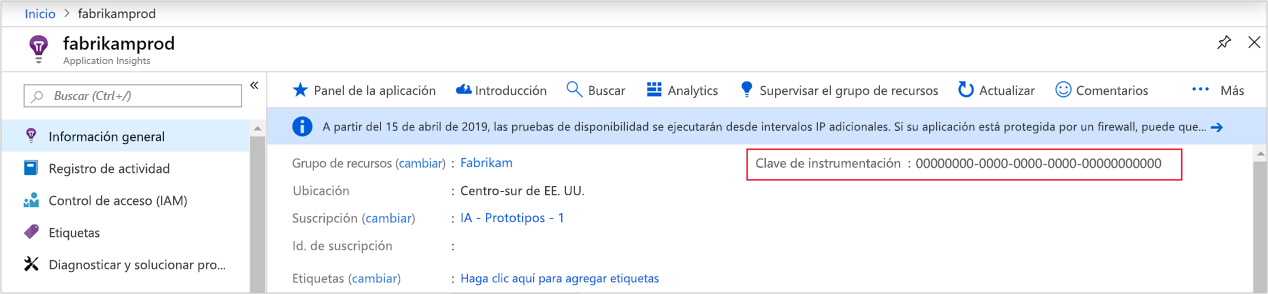 Inicio > fabrikamprod
fabrikamprod
Application Insights
Buscar (Ctrl+/)
«
Información general
Registro de actividad
Control de acceso (IAM)
Etiquetas
Diagnosticar y solucionar pro...
Panel de la aplicación Introducción Buscar Analytics Supervisar el grupo de recursos Actualizar Comentarios ••• Más
A partir del 15 de abril de 2019, las pruebas de disponibilidad se ejecutarán desde intervalos IP adicionales. Si su aplicación está protegida por un firewall, puede que... →
Grupo de recursos (cambiar) : Fabrikam
Clave de instrumentación : 00000000-0000-0000-0000-00000000000
Ubicación : Centro-sur de EE. UU.
Suscripción (cambiar) : IA - Prototipos - 1
Id. de suscripción :
Etiquetas (cambiar) : Haga clic aquí para agregar etiquetas